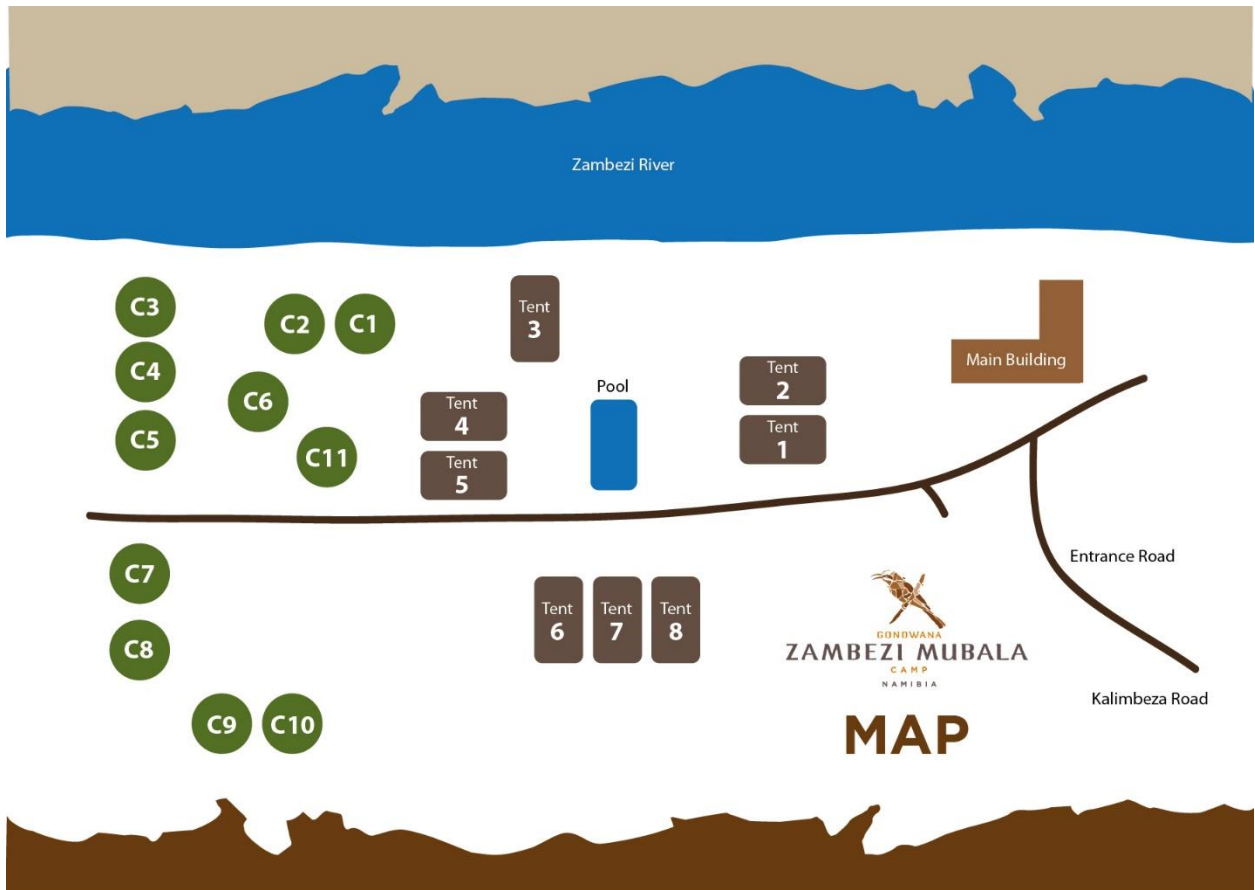 Zambezi River
C3
C2
C1
Tent
3
Main Building
C4
Tent
2
Pool
C6
Tent
4
C5
C11
Tent
1
Tent
5
Entrance Road
C7
Tent
6
Tent
7
Tent
8
C8
GONDWANA
ZAMBEZI MUBALA
CAMP
NAMIBIA
Kalimbeza Road
C9
C10
MAP